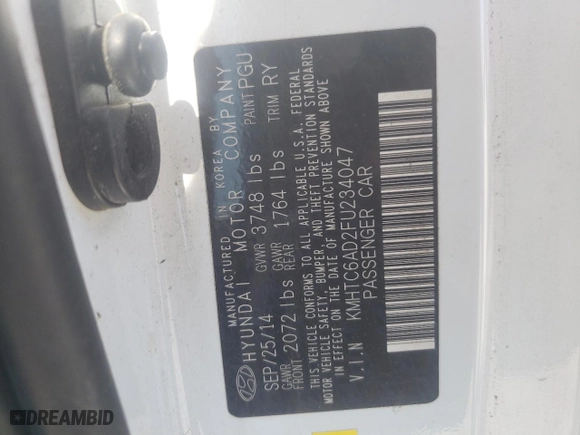 MANUFACTURED IN KOREA BY
HYUNDAI MOTOR COMPANY
SEP/25/14 GVWR 3748 lbs PAINT PGU
GAWR FRONT 2072 lbs GAWR REAR 1764 lbs TRIM RY
THIS VEHICLE CONFORMS TO ALL APPLICABLE U.S.A. FEDERAL
MOTOR VEHICLE SAFETY, BUMPER, AND THEFT PREVENTION STANDARDS
IN EFFECT ON THE DATE OF MANUFACTURE SHOWN ABOVE
V.I.N KMHTC6AD2FU234047
PASSENGER CAR
DREAMBID